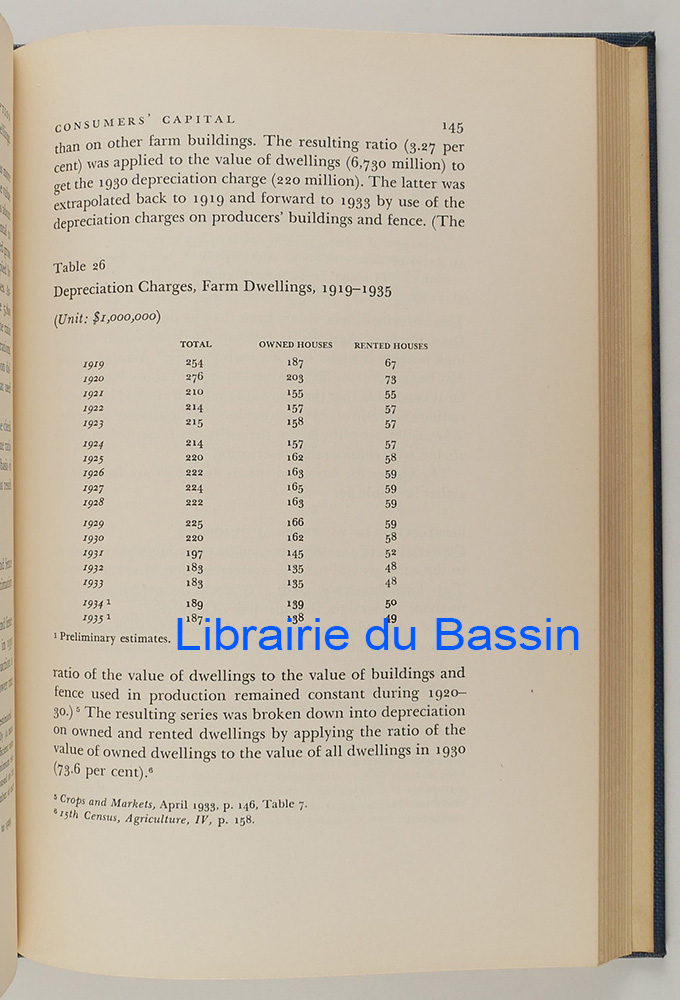 CONSUMERS' CAPITAL 145
than on other farm buildings. The resulting ratio (3.27 per
cent) was applied to the value of dwellings (6,730 million) to
get the 1930 depreciation charge (220 million). The latter was
extrapolated back to 1919 and forward to 1933 by use of the
depreciation charges on producers' buildings and fence. (The
Table 26
Depreciation Charges, Farm Dwellings, 1919–1935
(Unit: $1,000,000)
TOTAL OWNED HOUSES RENTED HOUSES
1919 254 187 67
1920 276 203 73
1921 210 155 55
1922 214 157 57
1923 215 158 57
1924 214 157 57
1925 220 162 58
1926 222 163 59
1927 224 165 59
1928 222 163 59
1929 225 166 59
1930 220 162 58
1931 197 145 52
1932 183 135 48
1933 183 135 48
1934 1 189 139 50
1935 1 187 138 49
1 Preliminary estimates.
Librairie du Bassin
ratio of the value of dwellings to the value of buildings and
fence used in production remained constant during 1920–
30.) 5 The resulting series was broken down into depreciation
on owned and rented dwellings by applying the ratio of the
value of owned dwellings to the value of all dwellings in 1930
(73.6 per cent).6
5 Crops and Markets, April 1933, p. 146, Table 7.
6 15th Census, Agriculture, IV, p. 158.